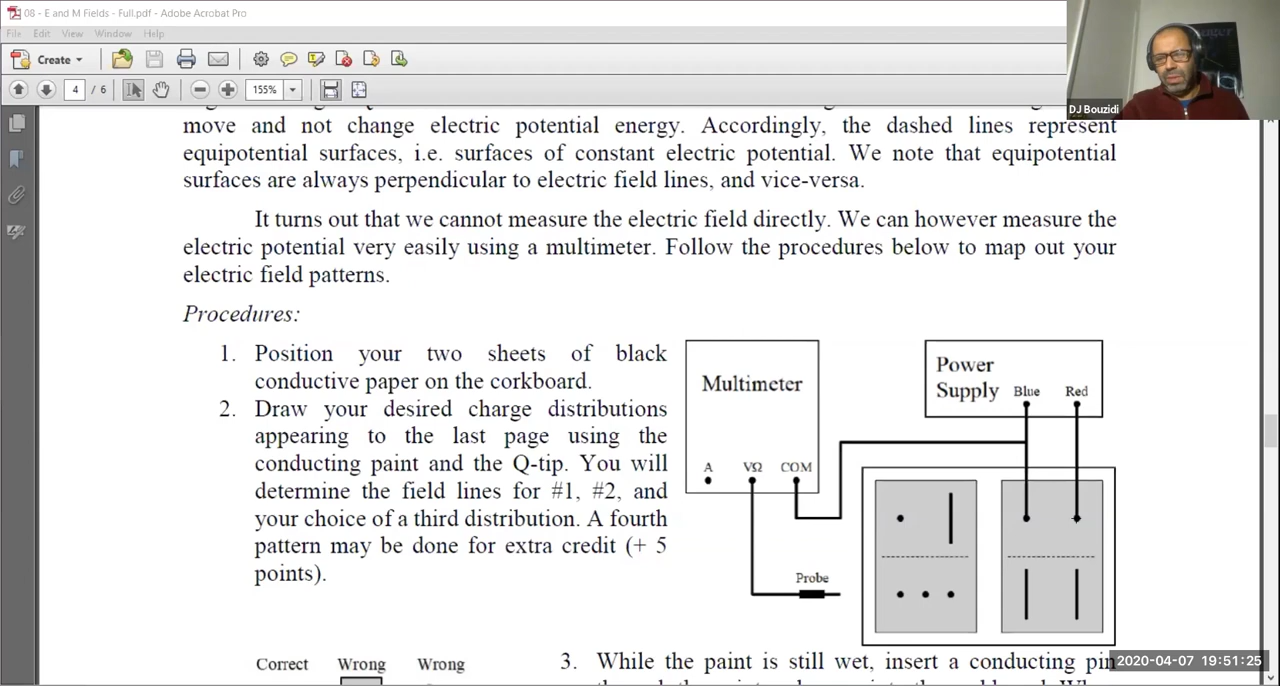 08 - E and M Fields - Full.pdf - Adobe Acrobat Pro
File Edit View Window Help
Create
4 / 6 155%
DJ Bouzidi
move and not change electric potential energy. Accordingly, the dashed lines represent
equipotential surfaces, i.e. surfaces of constant electric potential. We note that equipotential
surfaces are always perpendicular to electric field lines, and vice-versa.
It turns out that we cannot measure the electric field directly. We can however measure the
electric potential very easily using a multimeter. Follow the procedures below to map out your
electric field patterns.
Procedures:
1. Position your two sheets of black
conductive paper on the corkboard.
2. Draw your desired charge distributions
appearing to the last page using the
conducting paint and the Q-tip. You will
determine the field lines for #1, #2, and
your choice of a third distribution. A fourth
pattern may be done for extra credit (+ 5
points).
Multimeter
A VΩ COM
Probe
Power
Supply Blue Red
Correct Wrong Wrong
3. While the paint is still wet, insert a conducting pin
2020-04-07 19:51:25